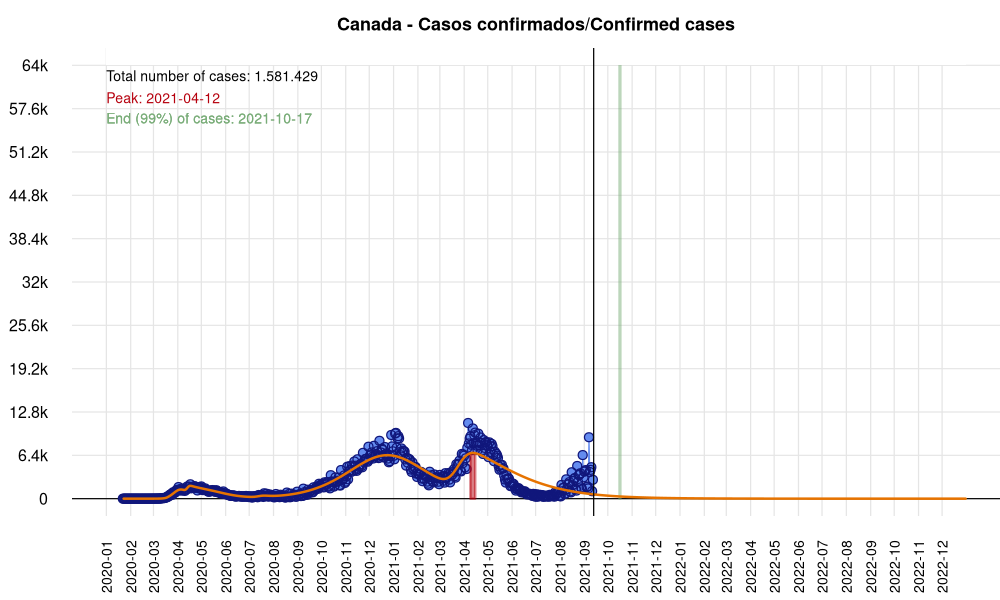 Canada - Casos confirmados/Confirmed cases
Total number of cases: 1.581.429
Peak: 2021-04-12
End (99%) of cases: 2021-10-17
64k
57.6k
51.2k
44.8k
38.4k
32k
25.6k
19.2k
12.8k
6.4k
0
2020-01
2020-02
2020-03
2020-04
2020-05
2020-06
2020-07
2020-08
2020-09
2020-10
2020-11
2020-12
2021-01
2021-02
2021-03
2021-04
2021-05
2021-06
2021-07
2021-08
2021-09
2021-10
2021-11
2021-12
2022-01
2022-02
2022-03
2022-04
2022-05
2022-06
2022-07
2022-08
2022-09
2022-10
2022-11
2022-12